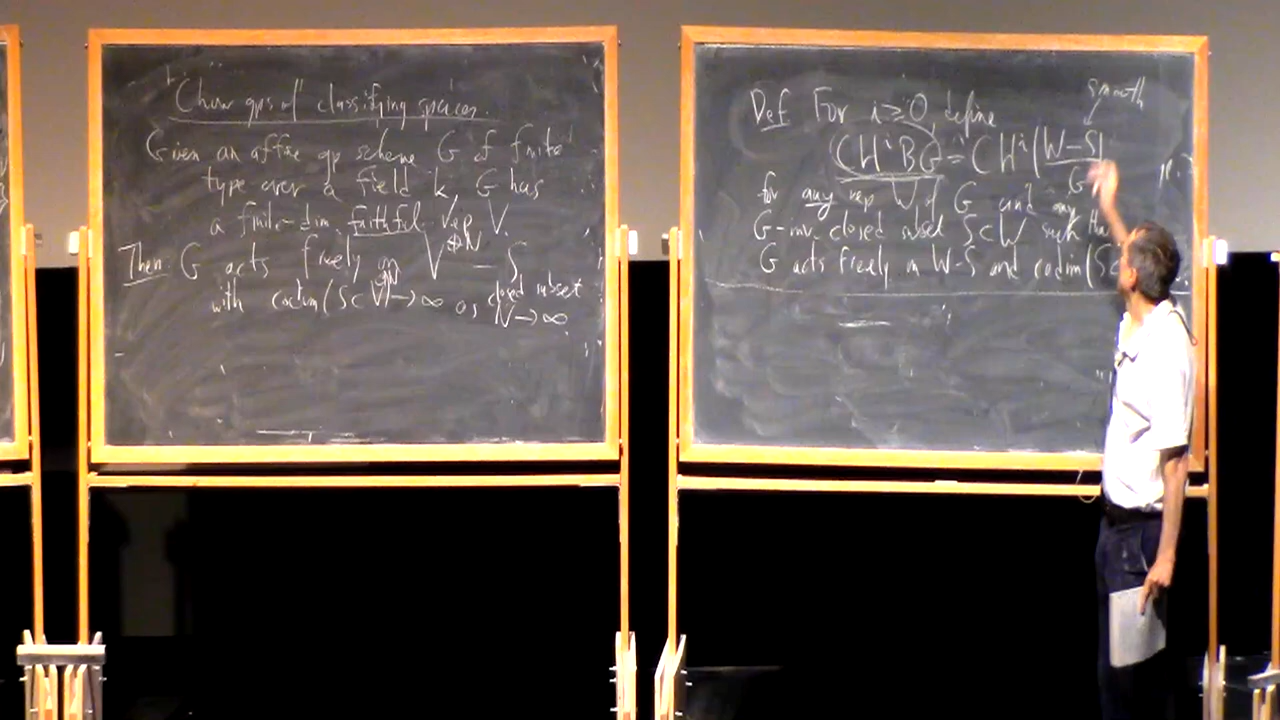 Chow gps of classifying spaces.
Given an affine gp scheme G of finite
type over a field k, G has
a finite-dim. faithful rep V.
Then: G acts freely on V^{⊕N} - S
with codim(S⊂V^{⊕N}) → ∞ as closed subset
N → ∞
smooth
Def. For i ≥ 0, define
CH^i BG = CH^i((W-S)/G)
for any rep W of G and any
G-inv. closed subset S⊂W such tha
G acts freely on W-S and codim(S⊂